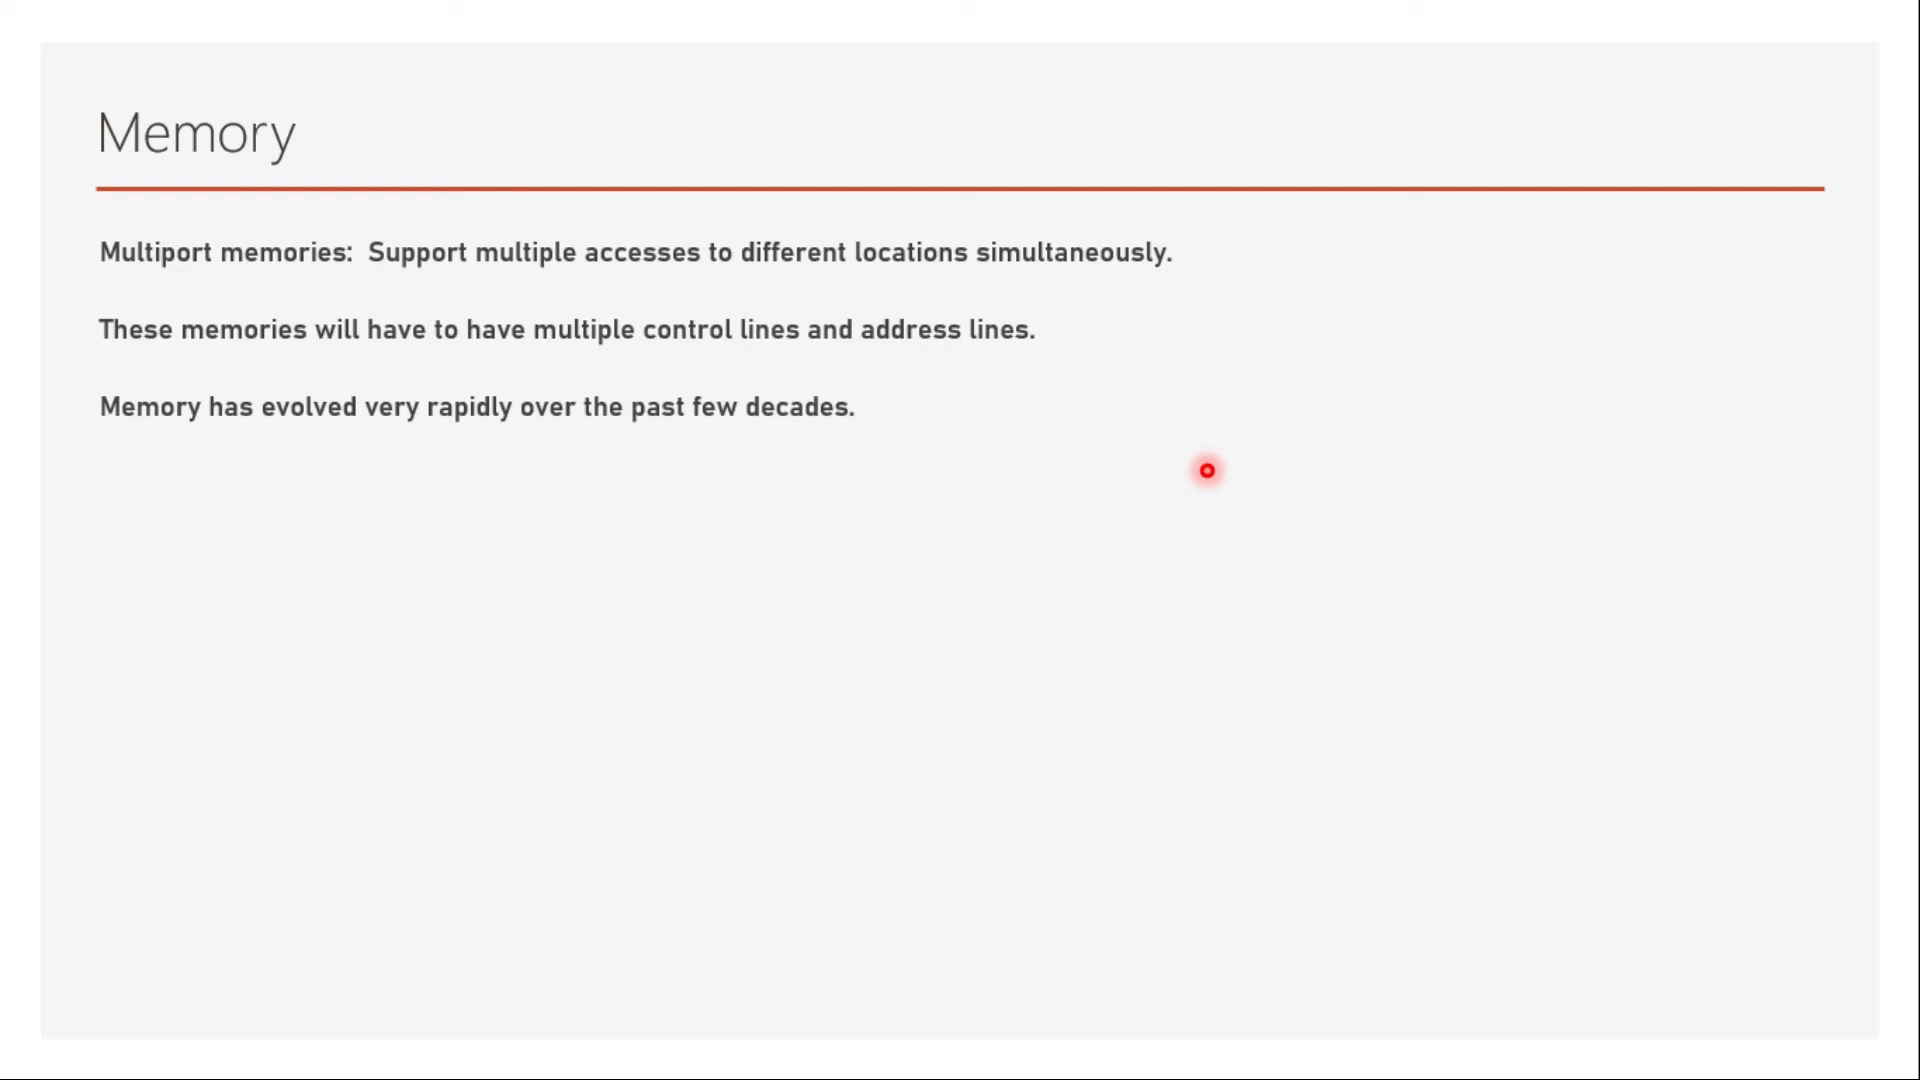 Memory
Multiport memories:  Support multiple accesses to different locations simultaneously.
These memories will have to have multiple control lines and address lines.
Memory has evolved very rapidly over the past few decades.